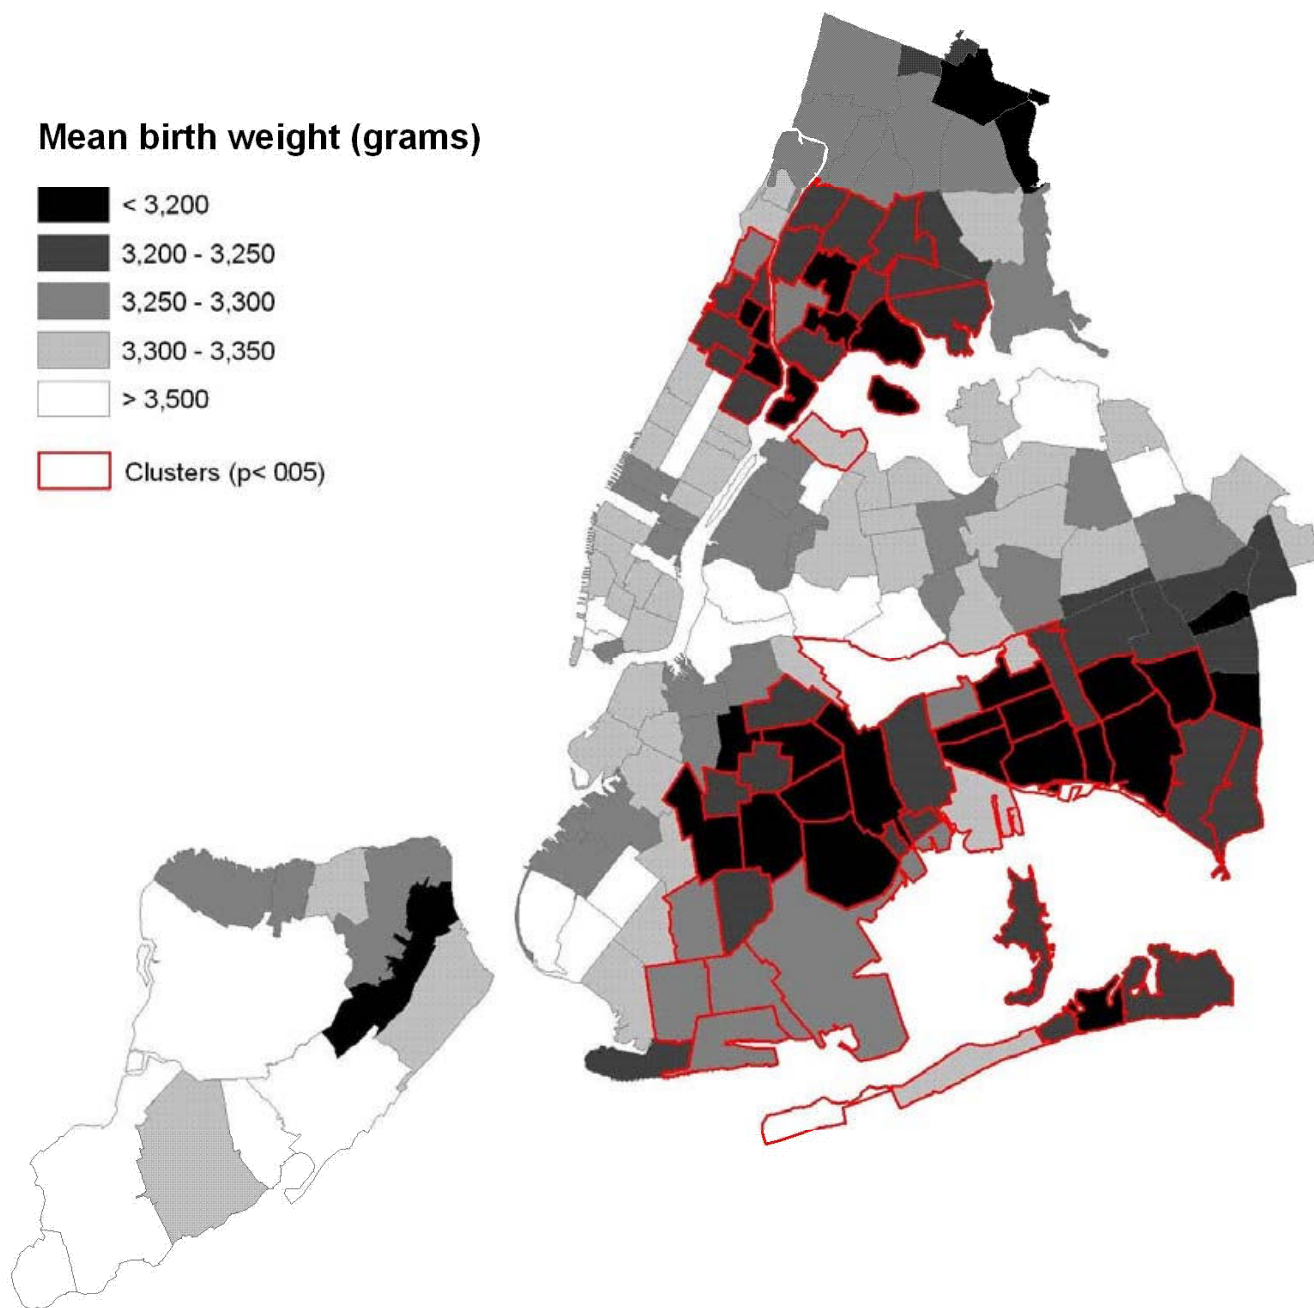 Mean birth weight (grams)
< 3,200
3,200 - 3,250
3,250 - 3,300
3,300 - 3,350
> 3,500
Clusters (p< 005)